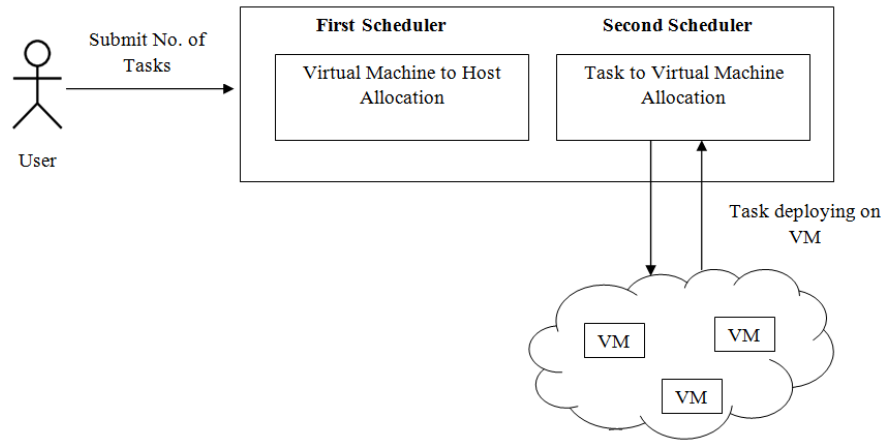 First Scheduler
Second Scheduler
Submit No. of
Tasks
Virtual Machine to Host
Allocation
Task to Virtual Machine
Allocation
User
Task deploying on
VM
VM
VM
VM